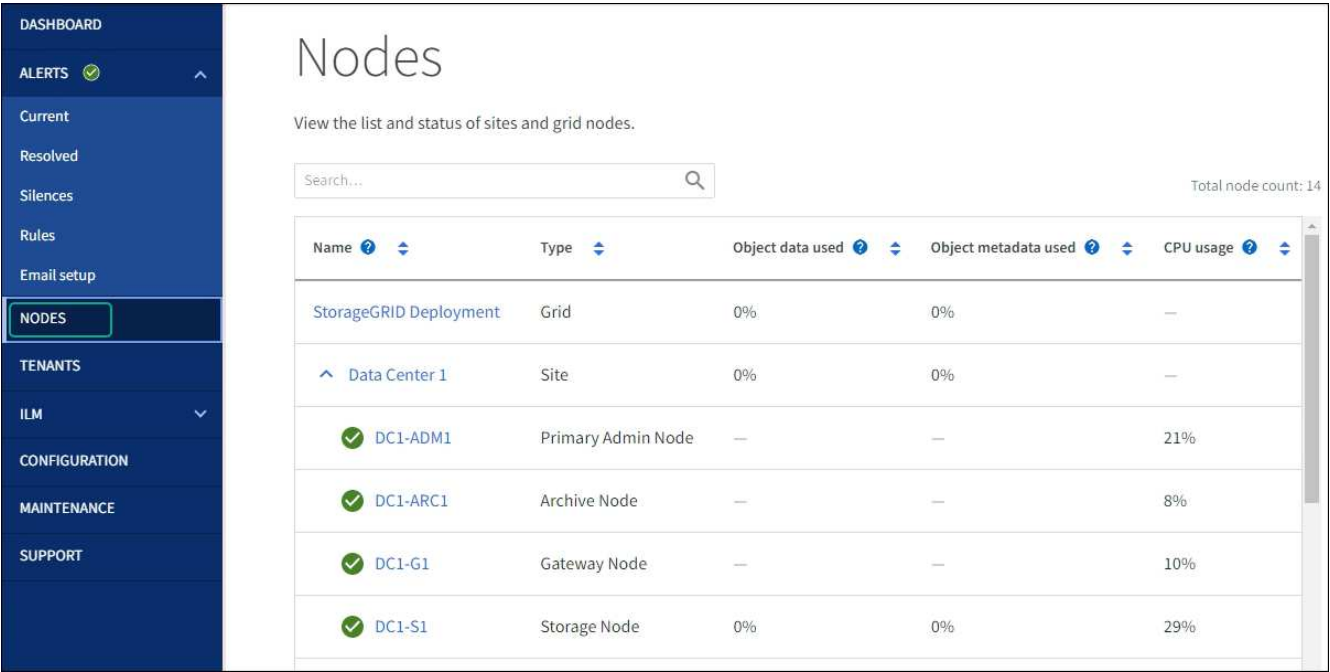 DASHBOARD
ALERTS
Current
Resolved
Silences
Rules
Email setup
NODES
TENANTS
ILM
CONFIGURATION
MAINTENANCE
SUPPORT
Nodes
View the list and status of sites and grid nodes.
Search...
Total node count: 14
Name ? Type Object data used ? Object metadata used ? CPU usage ?
StorageGRID Deployment Grid 0% 0% —
Data Center 1 Site 0% 0% —
DC1-ADM1 Primary Admin Node — — 21%
DC1-ARC1 Archive Node — — 8%
DC1-G1 Gateway Node — — 10%
DC1-S1 Storage Node 0% 0% 29%